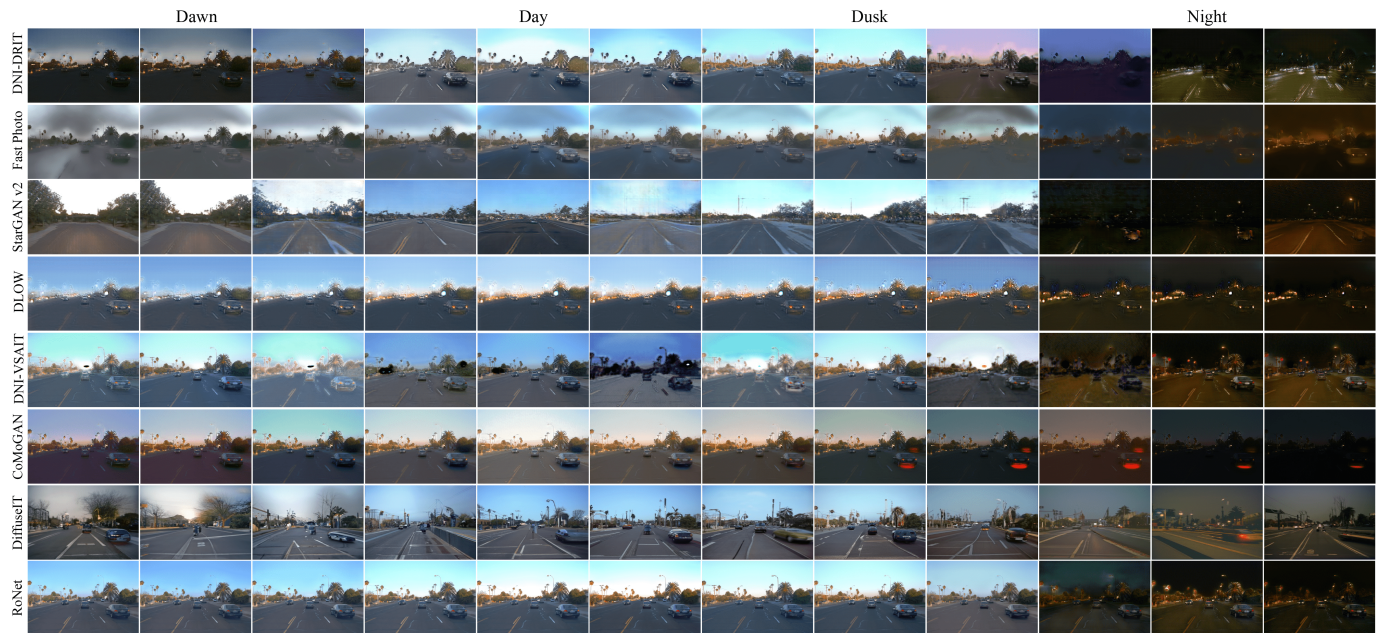 Dawn Day Dusk Night
DNI-DRIT
Fast Photo
StarGAN v2
DLOW
DNI-VSAIT
CoMoGAN
DiffuseIT
RoNet